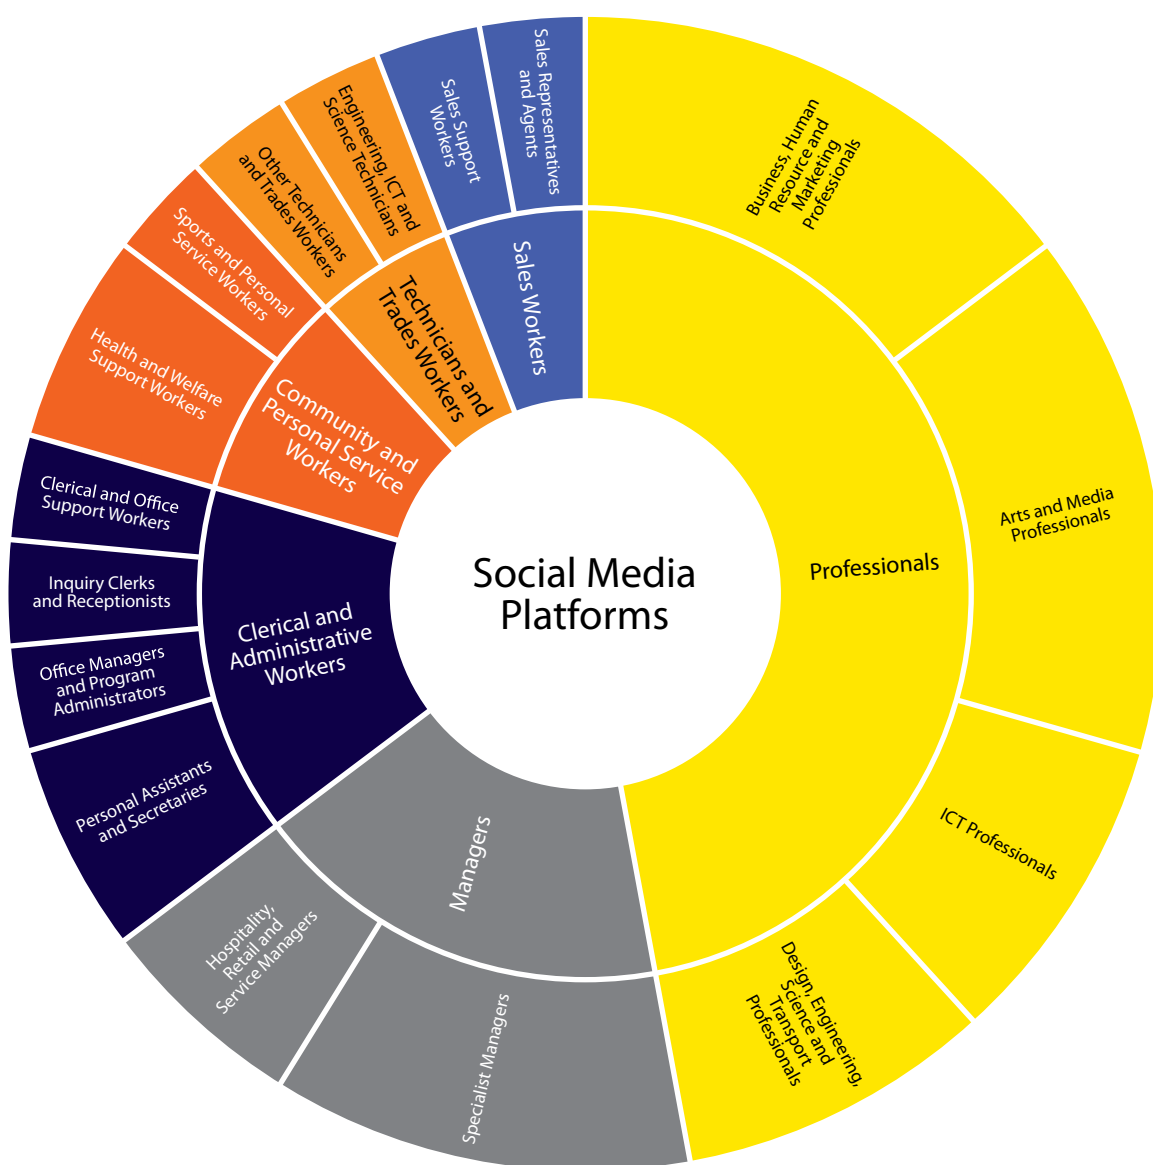 Social Media
Platforms
Professionals
Business, Human
Resource and
Marketing
Professionals
Arts and Media
Professionals
ICT Professionals
Design, Engineering,
Science and
Transport
Professionals
Managers
Specialist Managers
Hospitality,
Retail and
Service Managers
Clerical and
Administrative
Workers
Personal Assistants
and Secretaries
Office Managers
and Program
Administrators
Inquiry Clerks
and Receptionists
Clerical and Office
Support Workers
Community and
Personal Service
Workers
Health and Welfare
Support Workers
Sports and Personal
Service Workers
Technicians and
Trades Workers
Other Technicians
and Trades Workers
Engineering, ICT and
Science Technicians
Sales Workers
Sales Support
Workers
Sales Representatives
and Agents